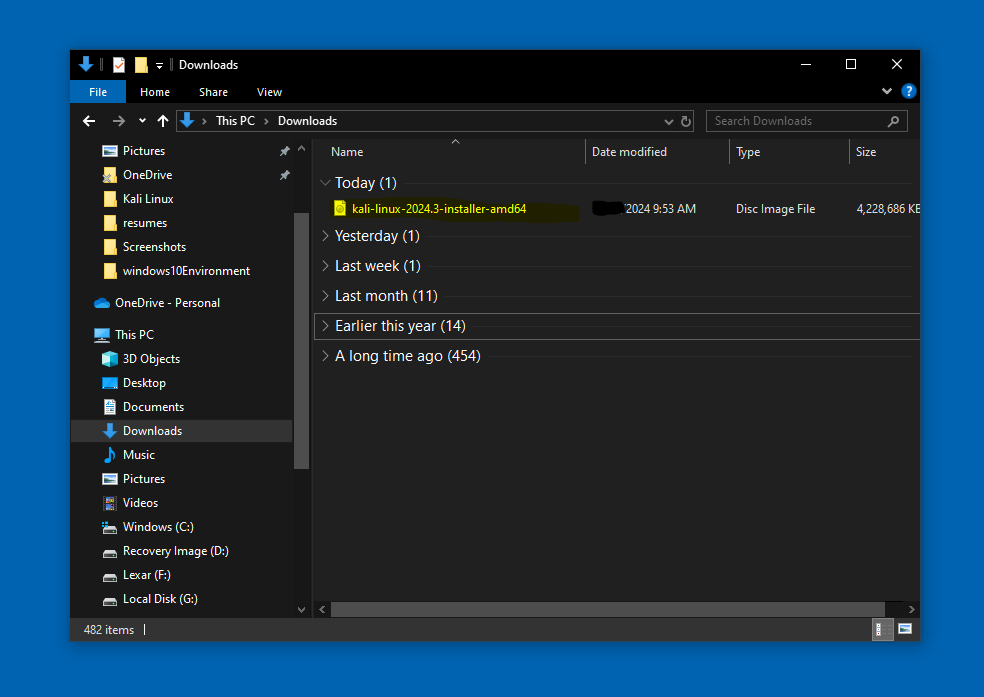 Downloads
File Home Share View
This PC Downloads
Search Downloads
Pictures
OneDrive
Kali Linux
resumes
Screenshots
windows10Environment
OneDrive - Personal
This PC
3D Objects
Desktop
Documents
Downloads
Music
Pictures
Videos
Windows (C:)
Recovery Image (D:)
Lexar (F:)
Local Disk (G:)
Name Date modified Type Size
Today (1)
kali-linux-2024.3-installer-amd64 /2024 9:53 AM Disc Image File 4,228,686 KB
Yesterday (1)
Last week (1)
Last month (11)
Earlier this year (14)
A long time ago (454)
482 items